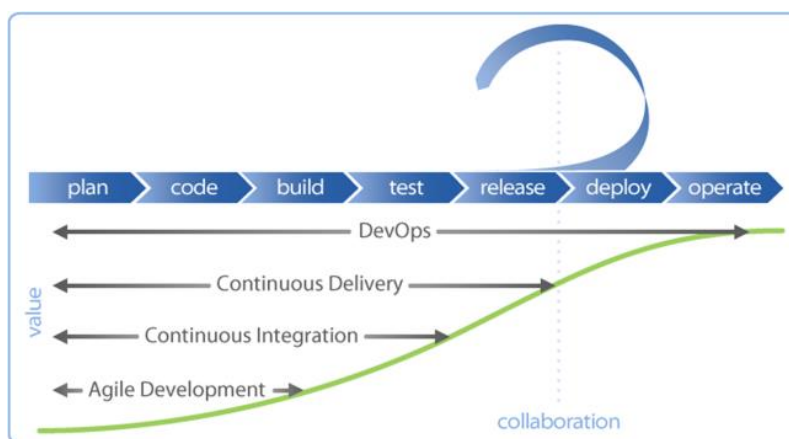 plan code build test release deploy operate
DevOps
Continuous Delivery
value
Continuous Integration
Agile Development
collaboration